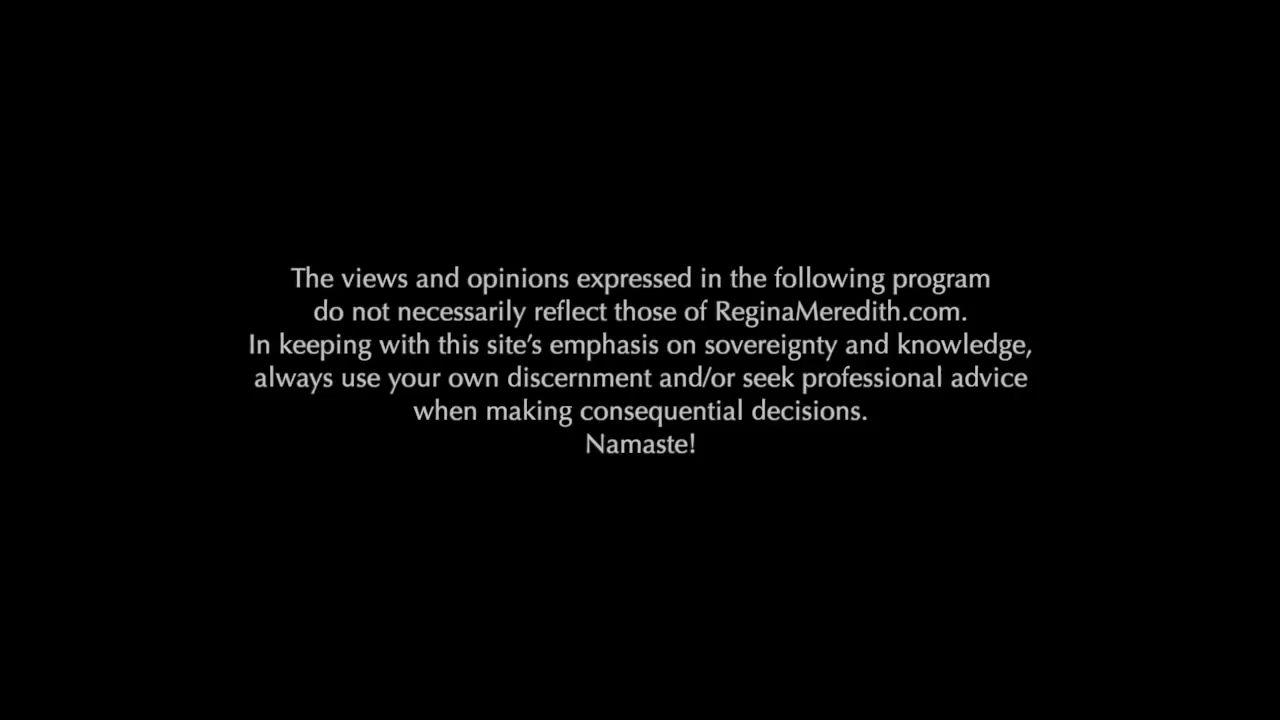 The views and opinions expressed in the following program
do not necessarily reflect those of ReginaMeredith.com.
In keeping with this site’s emphasis on sovereignty and knowledge,
always use your own discernment and/or seek professional advice
when making consequential decisions.
Namaste!